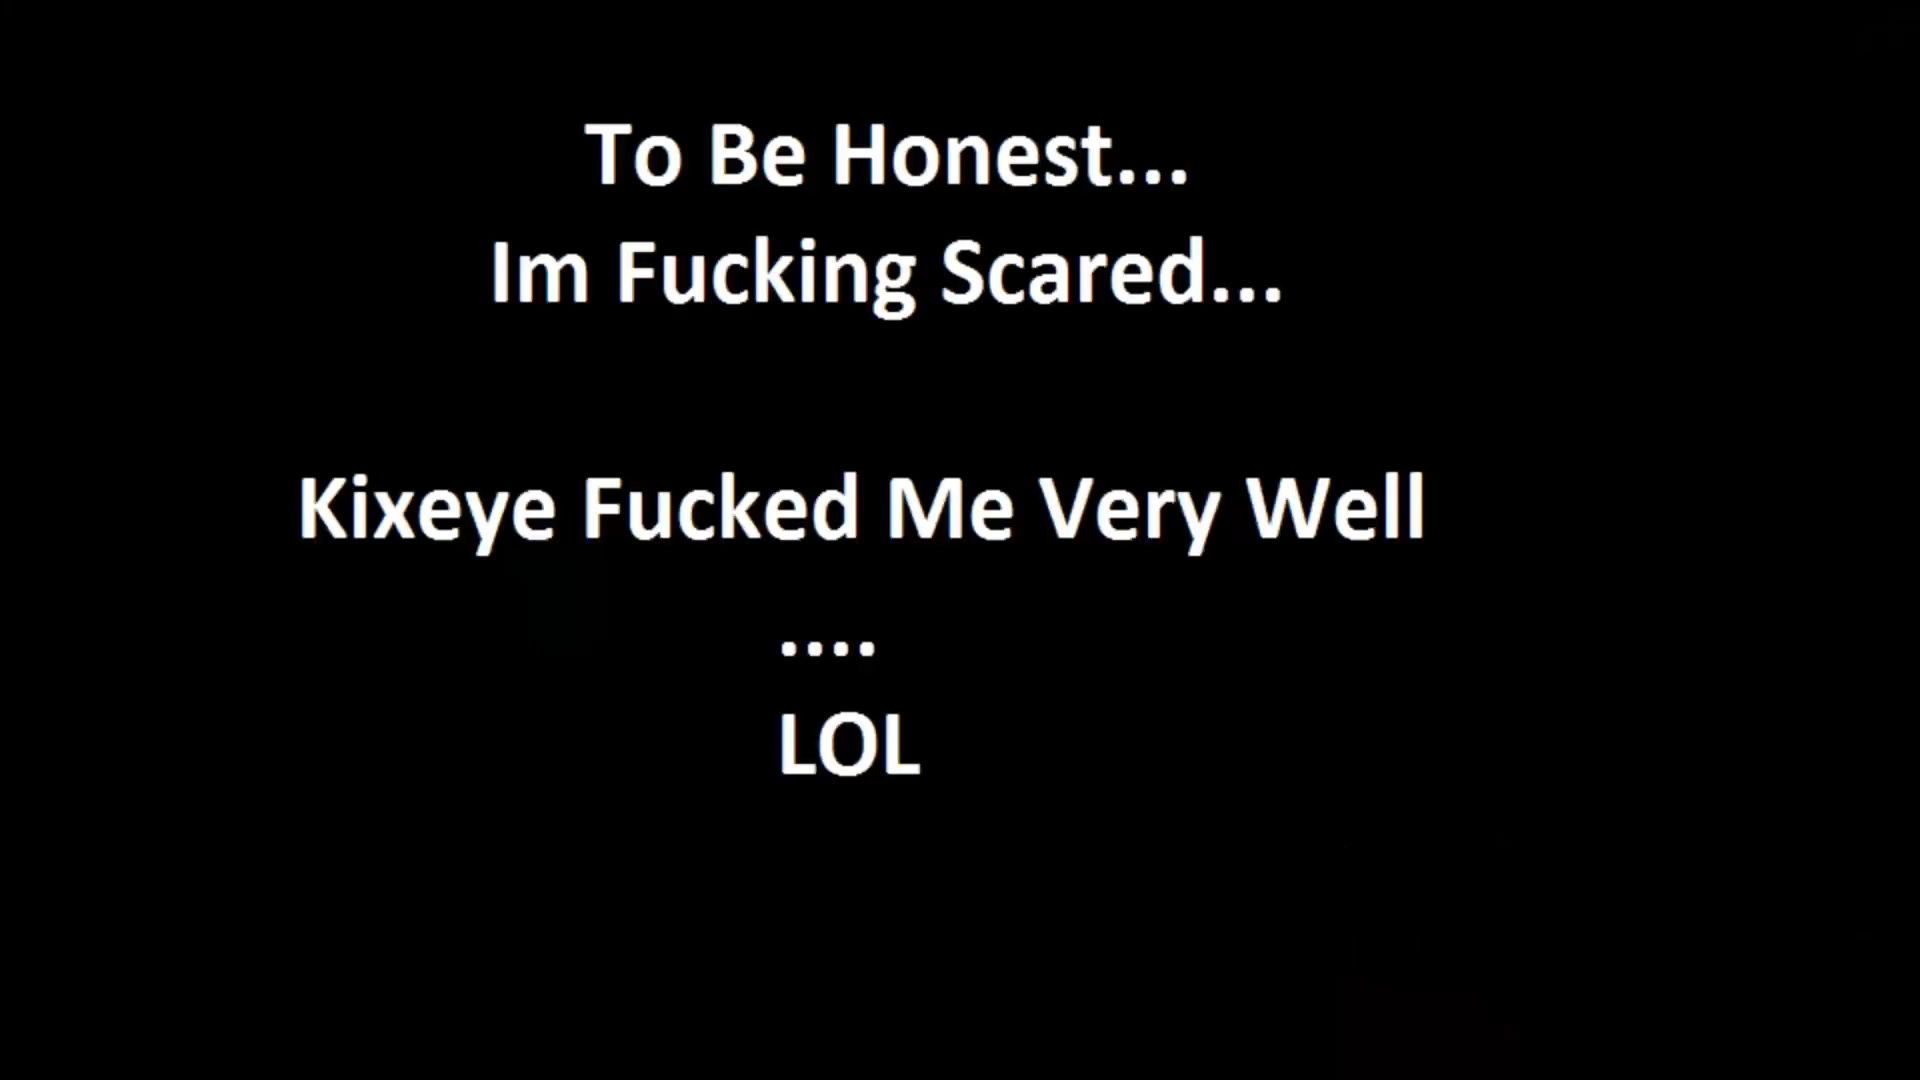 To Be Honest...
Im Fucking Scared...
Kixeye Fucked Me Very Well
....
LOL